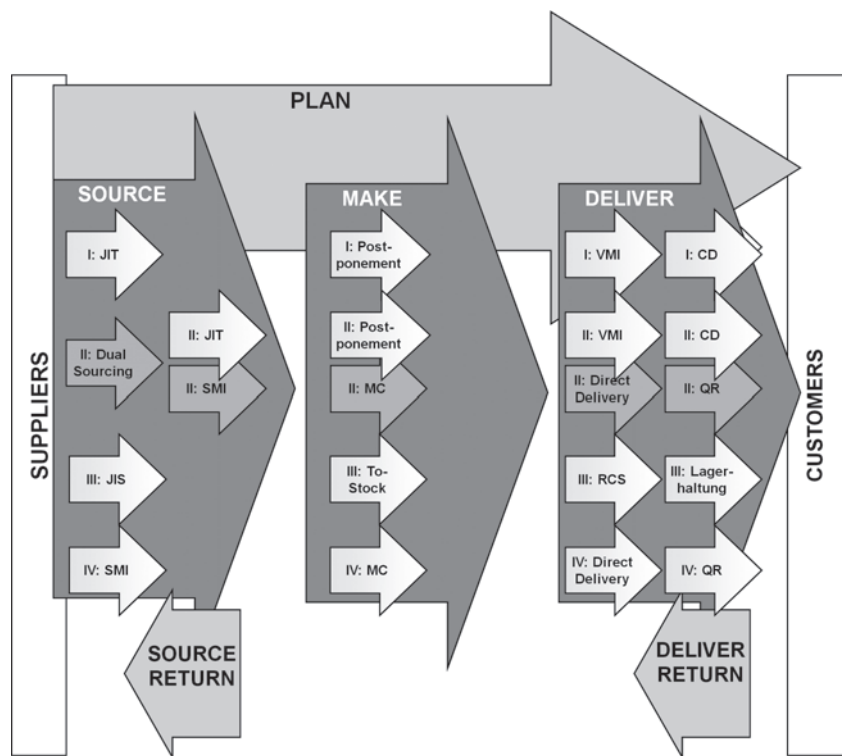 PLAN
SUPPLIERS
SOURCE
I: JIT
II: Dual
Sourcing
II: JIT
II: SMI
III: JIS
IV: SMI
MAKE
I: Post-
ponement
II: Post-
ponement
II: MC
III: To-
Stock
IV: MC
DELIVER
I: VMI
I: CD
II: VMI
II: CD
II: Direct
Delivery
II: QR
III: RCS
III: Lager-
haltung
IV: Direct
Delivery
IV: QR
CUSTOMERS
SOURCE
RETURN
DELIVER
RETURN